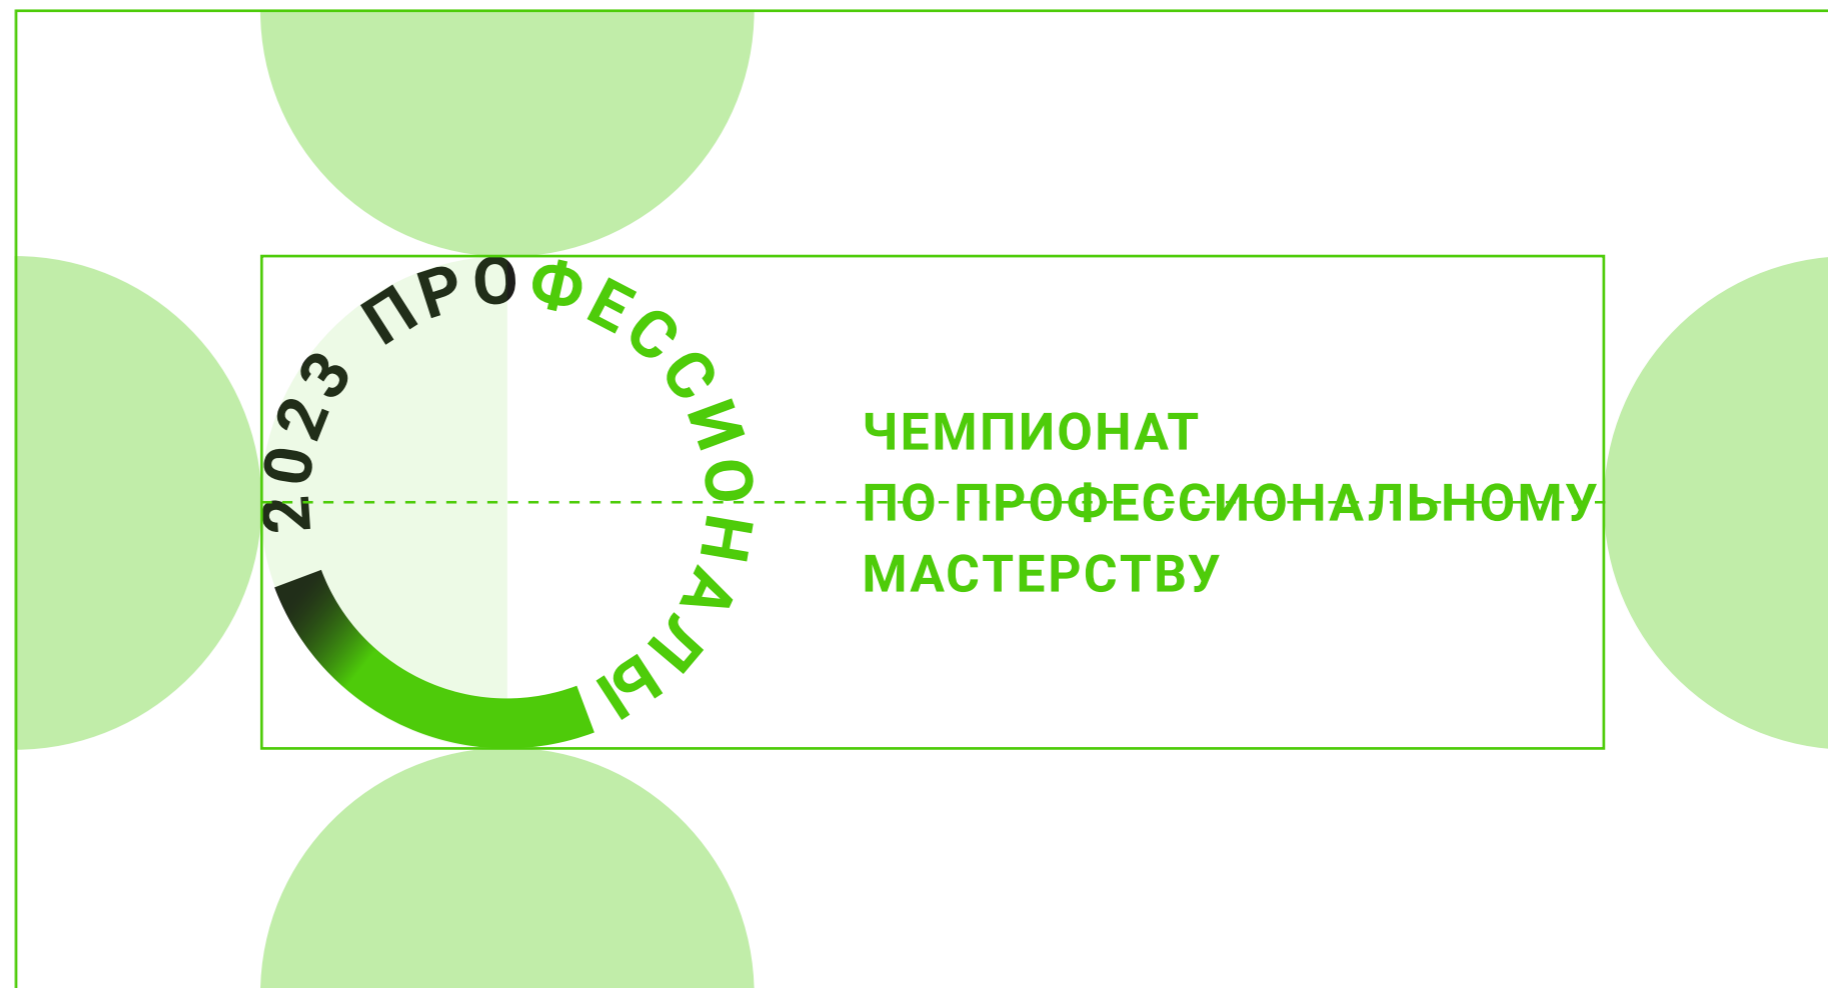 2023 ПРОФЕССИОНАЛЫ
ЧЕМПИОНАТ
ПО ПРОФЕССИОНАЛЬНОМУ
МАСТЕРСТВУ